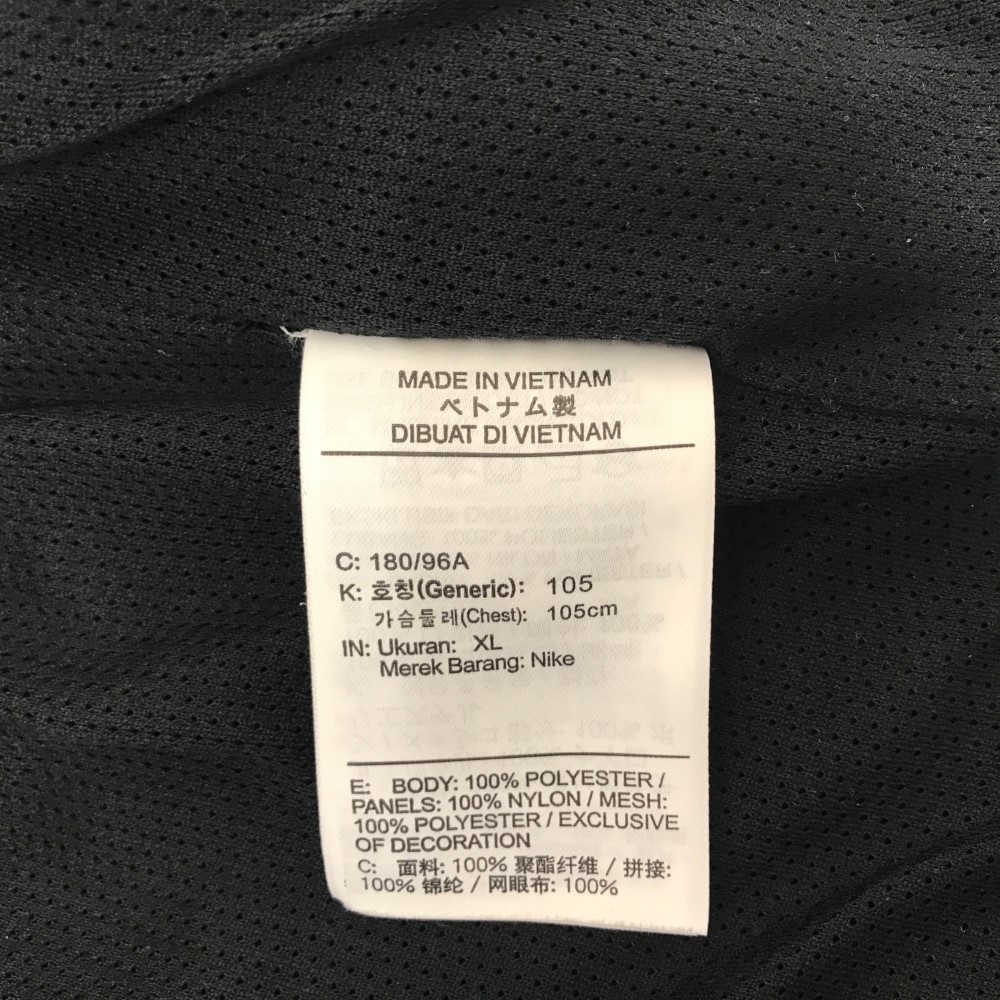 MADE IN VIETNAM
ベトナム製
DIBUAT DI VIETNAM
C: 180/96A
K: 호칭(Generic): 105
가슴둘레(Chest): 105cm
IN: Ukuran: XL
Merek Barang: Nike
E: BODY: 100% POLYESTER /
PANELS: 100% NYLON / MESH:
100% POLYESTER / EXCLUSIVE
OF DECORATION
C: 面料: 100% 聚酯纤维 / 拼接:
100% 锦纶 / 网眼布: 100%